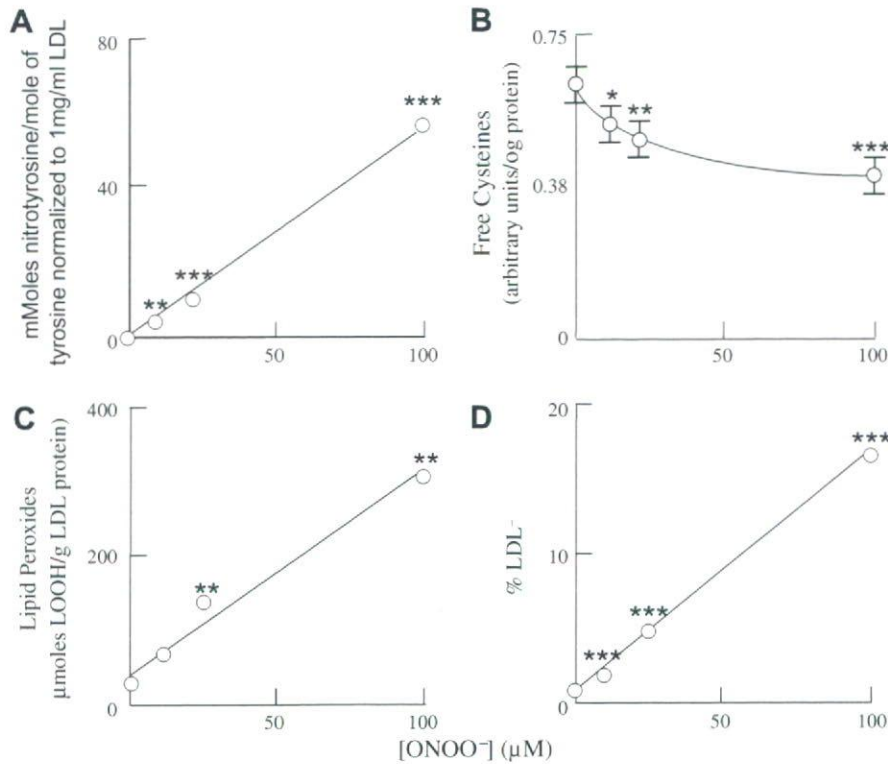 A
mMoles nitrotyrosine/mole of
tyrosine normalized to 1mg/ml LDL
80
40
0
50
100
**
***
***
B
Free Cysteines
(arbitrary units/og protein)
0.75
0.38
0
50
100
*
**
***
C
Lipid Peroxides
µmoles LOOH/g LDL protein)
400
200
0
50
100
**
**
D
% LDL⁻
20
10
0
50
100
***
***
***
[ONOO⁻] (µM)